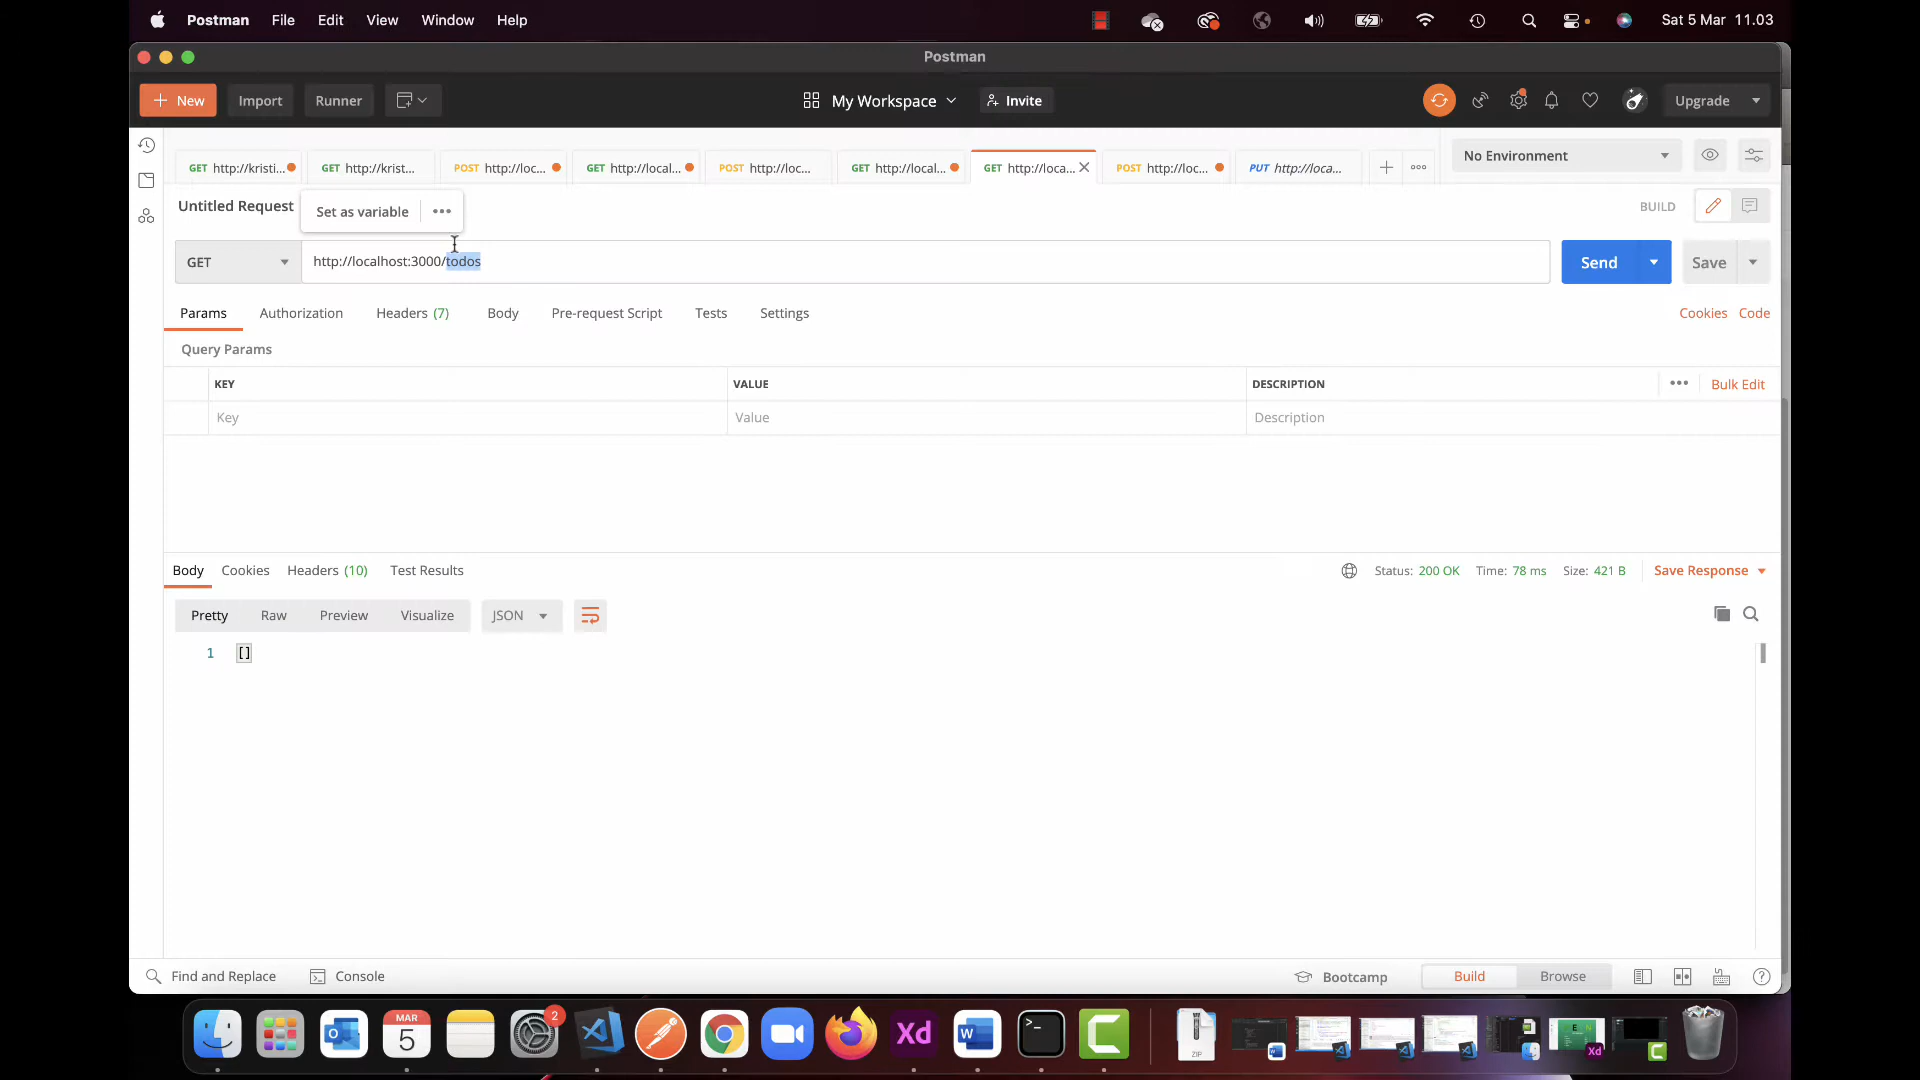 Postman File Edit View Window Help Sat 5 Mar 11.03
Postman
+ New Import Runner My Workspace Invite Upgrade
GET http://kristi... GET http://krist... POST http://loc... GET http://local... POST http://loc... GET http://local... GET http://loca... POST http://loc... PUT http://loca... No Environment
Untitled Request Set as variable BUILD
GET http://localhost:3000/todos Send Save
Params Authorization Headers (7) Body Pre-request Script Tests Settings Cookies Code
Query Params
KEY VALUE DESCRIPTION Bulk Edit
Key Value Description
Body Cookies Headers (10) Test Results Status: 200 OK Time: 78 ms Size: 421 B Save Response
Pretty Raw Preview Visualize JSON
1 []
Find and Replace Console Bootcamp Build Browse
MAR 2
5 Xd W >_ C ZIP